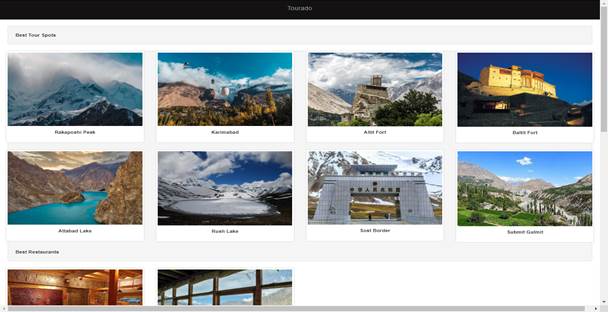 Tourado
Best Tour Spots
Rakaposhi Peak
Karimabad
Altit Fort
Baltit Fort
Attabad Lake
Rush Lake
Sost Border
Submit Gulmit
Best Restaurants